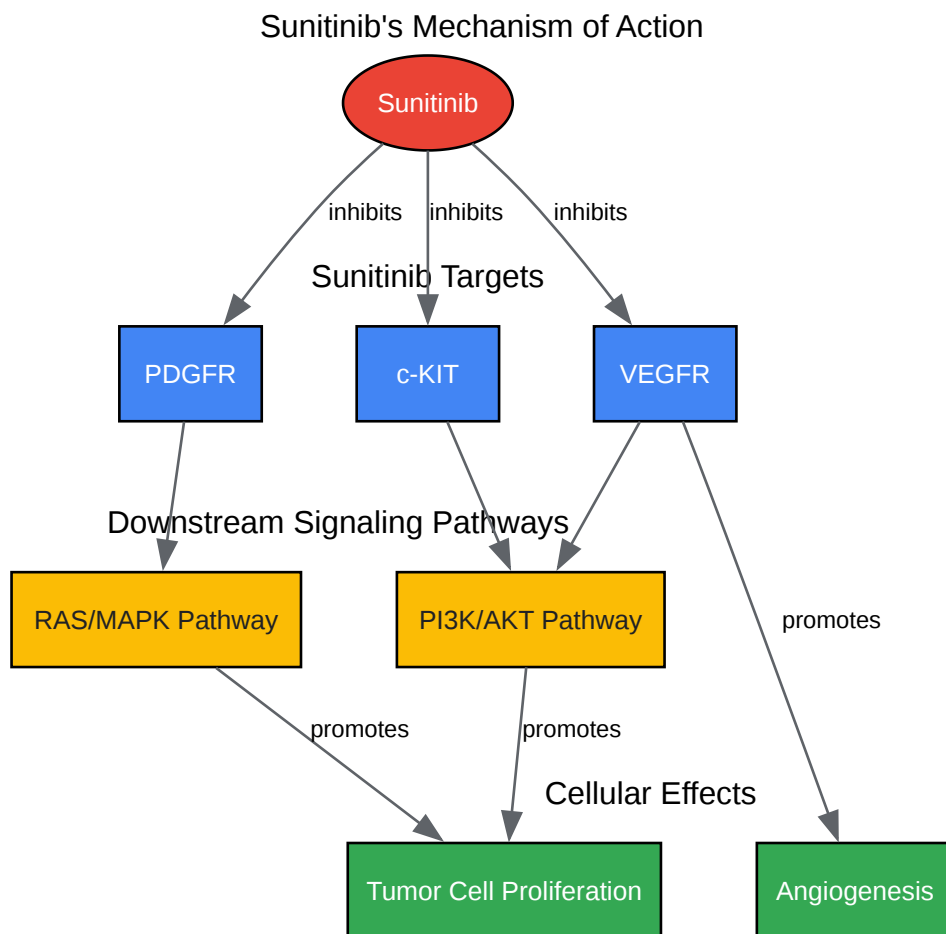 Sunitinib's Mechanism of Action
Sunitinib
inhibits
inhibits
inhibits
Sunitinib Targets
PDGFR
c-KIT
VEGFR
Downstream Signaling Pathways
RAS/MAPK Pathway
PI3K/AKT Pathway
promotes
promotes
promotes
Cellular Effects
Tumor Cell Proliferation
Angiogenesis